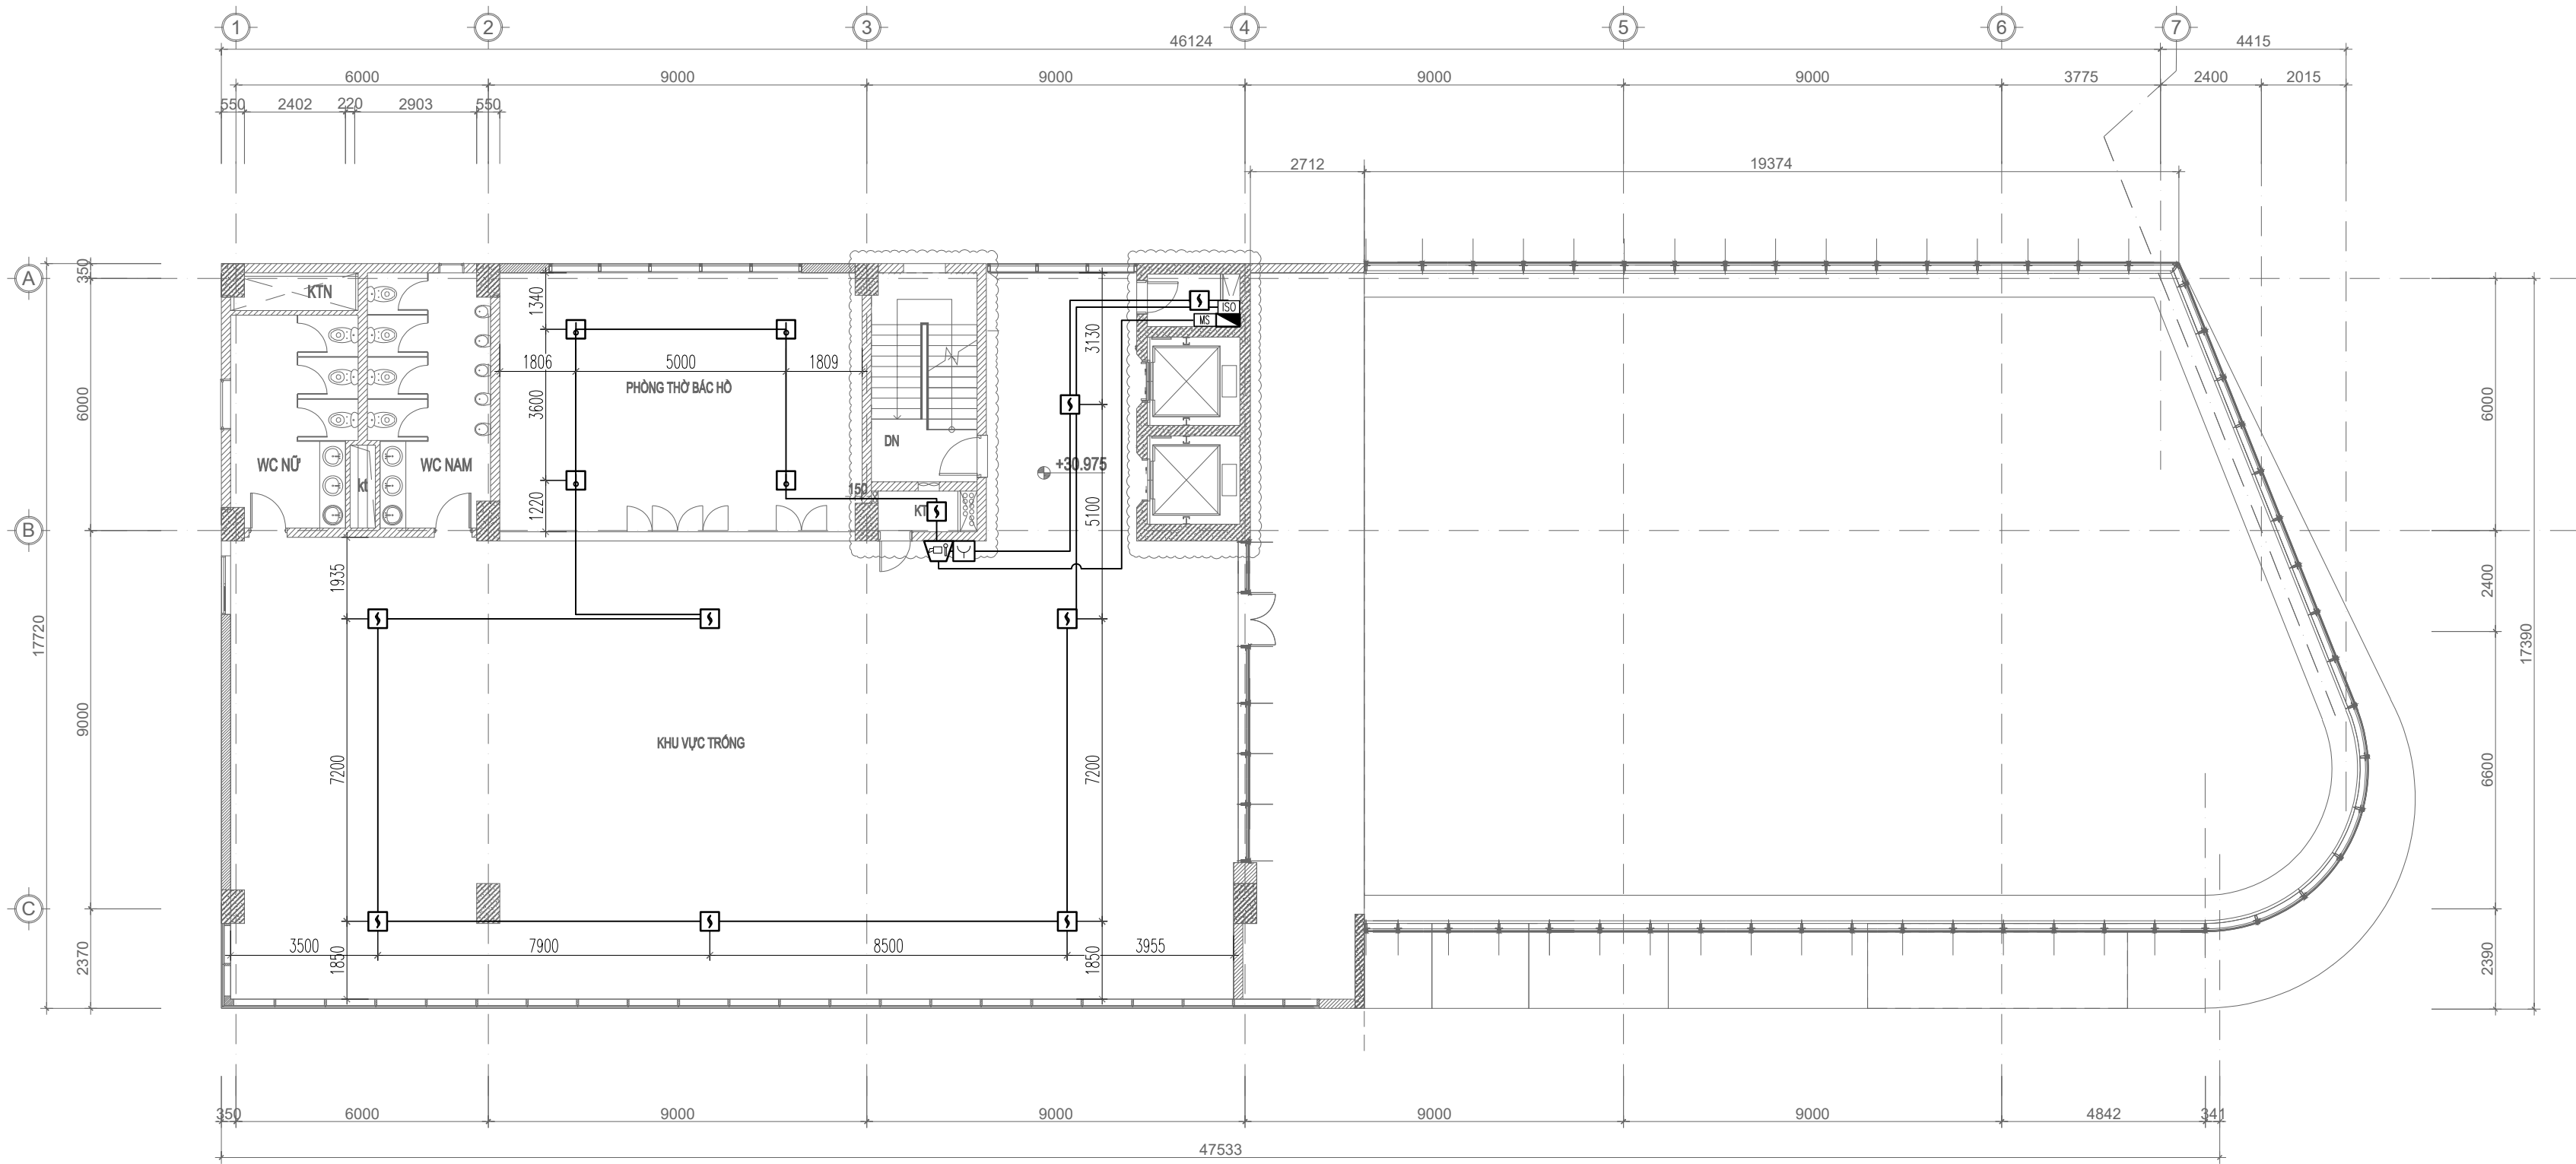 1 2 3 4 5 6 7
46124 4415
6000 9000 9000 9000 9000 3775 2400 2015
550 2402 220 2903 550
2712 19374
A
B
C
350
6000
9000
2370
17720
KTN
WC NỮ
WC NAM
kt
1340
3600
1220
1806 5000 1809
PHÒNG THỜ BÁC HỒ
DN
150
KT
+30.975
3130
5100
ISO
MS
1935
7200
1850
KHU VỰC TRỐNG
7200
1850
3500 7900 8500 3955
6000
2400
6600
2390
17390
350 6000 9000 9000 9000 9000 4842 341
47533